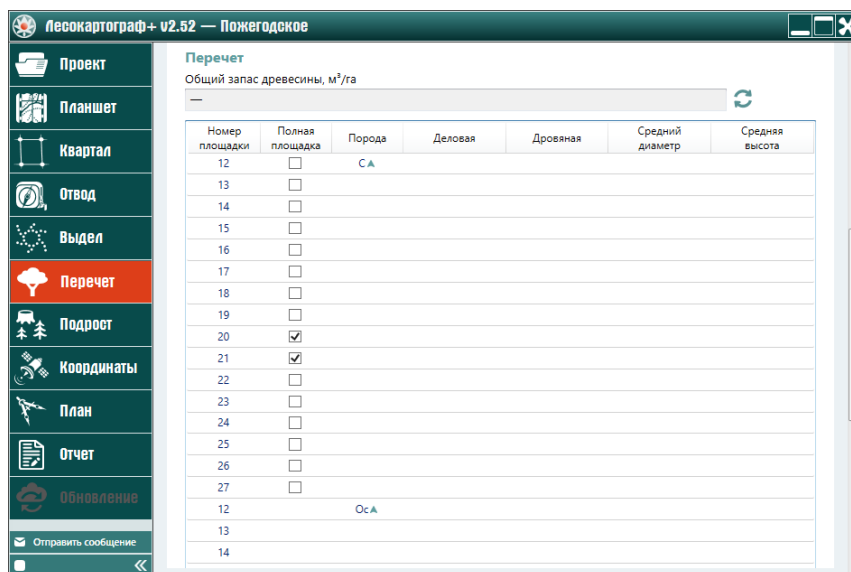 Лесокартограф+ v2.52 — Пожегодское
Проект
Планшет
Квартал
Отвод
Выдел
Перечет
Подрост
Координаты
План
Отчет
Обновление
Отправить сообщение
Перечет
Общий запас древесины, м³/га
—
Номер площадки Полная площадка Порода Деловая Дровяная Средний диаметр Средняя высота
12 С
13
14
15
16
17
18
19
20
21
22
23
24
25
26
27
12 Ос
13
14